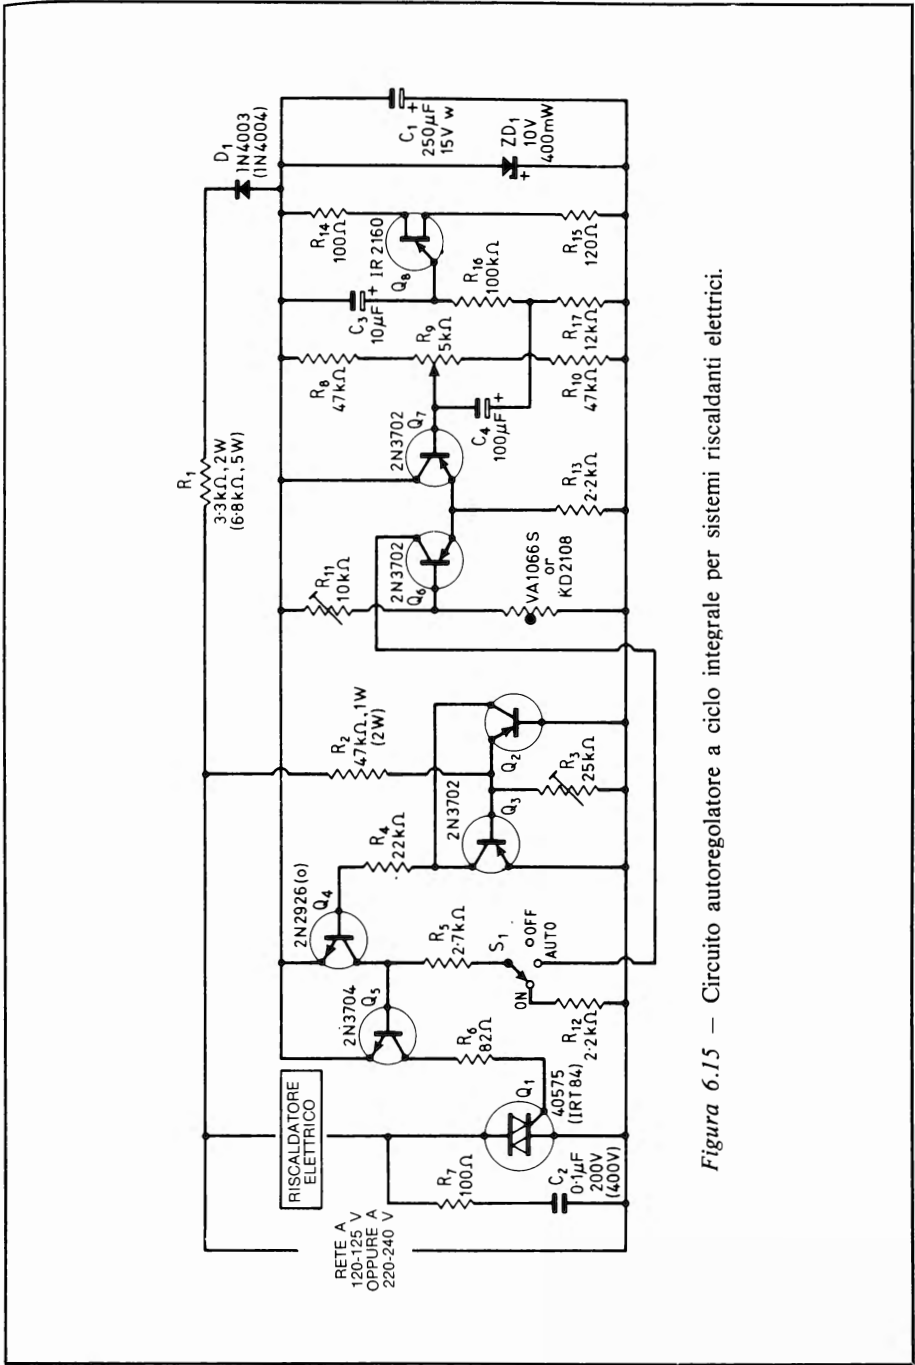 RETE A
120-125 V
OPPURE A
220-240 V
RISCALDATORE
ELETTRICO
R7
100Ω
C2
0·1μF
200V
(400V)
Q1
40575
(IRT84)
R6
82Ω
2N3704
Q5
2N2926(o)
Q4
R5
2·7kΩ
S1
ON
OFF
AUTO
R12
2·2kΩ
R4
22kΩ
2N3702
Q3
Q2
R3
25kΩ
R2
47kΩ,1W
(2W)
R1
3·3kΩ,2W
(6·8kΩ,5W)
R11
10kΩ
2N3702
Q6
VA1066S
or
KD2108
2N3702
Q7
R13
2·2kΩ
C4
100μF
+
R8
47kΩ
R9
5kΩ
R10
47kΩ
C3
10μF
+
Q8
IR2160
R16
100kΩ
R17
12kΩ
R14
100Ω
R15
120Ω
D1
1N4003
(1N4004)
C1
+
250μF
15V w
ZD1
10V
400mW
+
Figura 6.15 — Circuito autoregolatore a ciclo integrale per sistemi riscaldanti elettrici.